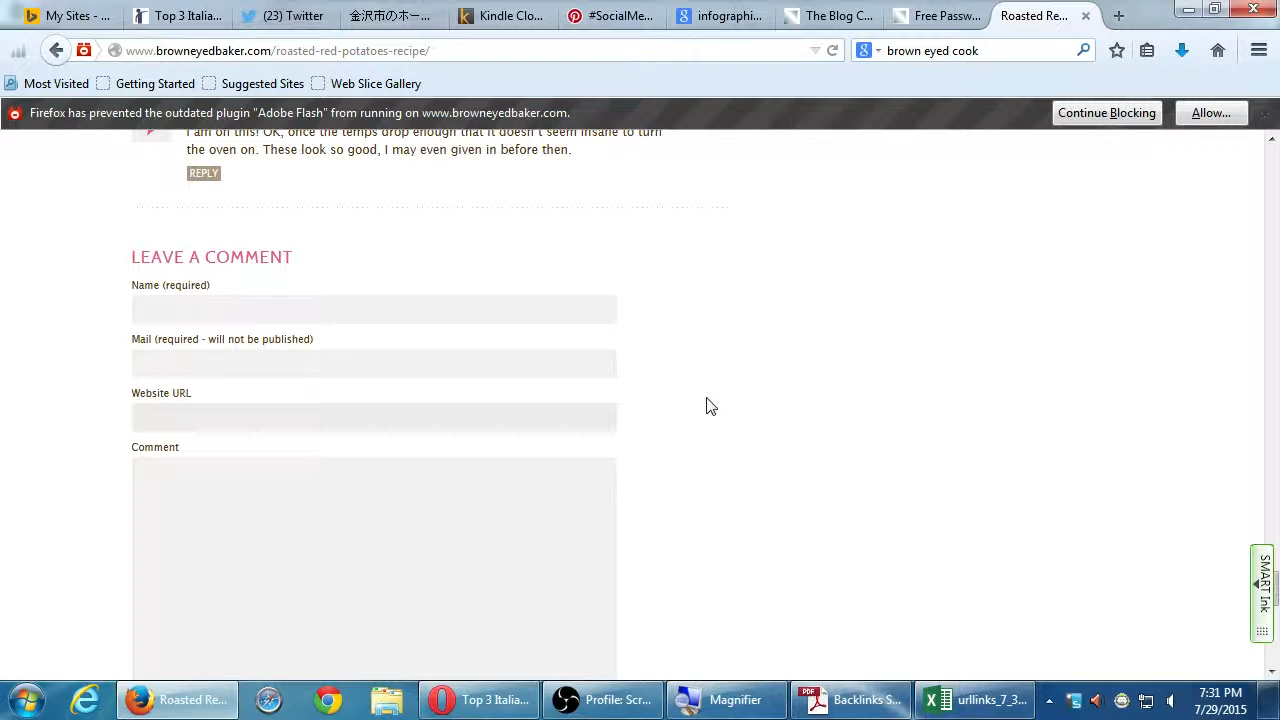 My Sites - ...
Top 3 Italia...
(23) Twitter
金沢市のホー...
Kindle Clo...
#SocialMe...
infographi...
The Blog C...
Free Passw...
Roasted Re...
www.browneyedbaker.com/roasted-red-potatoes-recipe/
brown eyed cook
Most Visited
Getting Started
Suggested Sites
Web Slice Gallery
Firefox has prevented the outdated plugin "Adobe Flash" from running on www.browneyedbaker.com.
Continue Blocking
Allow...
I am on this! OK, once the temps drop enough that it doesn't seem insane to turn
the oven on. These look so good, I may even given in before then.
REPLY
LEAVE A COMMENT
Name (required)
Mail (required - will not be published)
Website URL
Comment
SMART Ink
Roasted Re...
Top 3 Italia...
Profile: Scr...
Magnifier
Backlinks S...
urllinks_7_3...
7:31 PM
7/29/2015